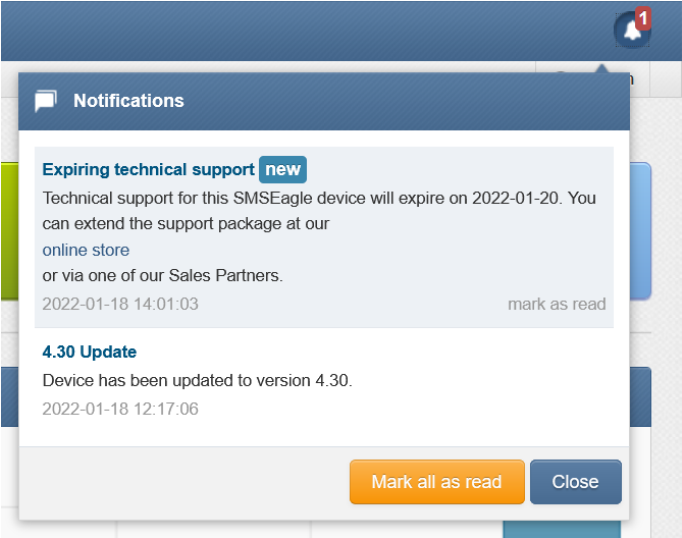 1
Notifications
Expiring technical support new
Technical support for this SMSEagle device will expire on 2022-01-20. You
can extend the support package at our
online store
or via one of our Sales Partners.
2022-01-18 14:01:03 mark as read
4.30 Update
Device has been updated to version 4.30.
2022-01-18 12:17:06
Mark all as read Close